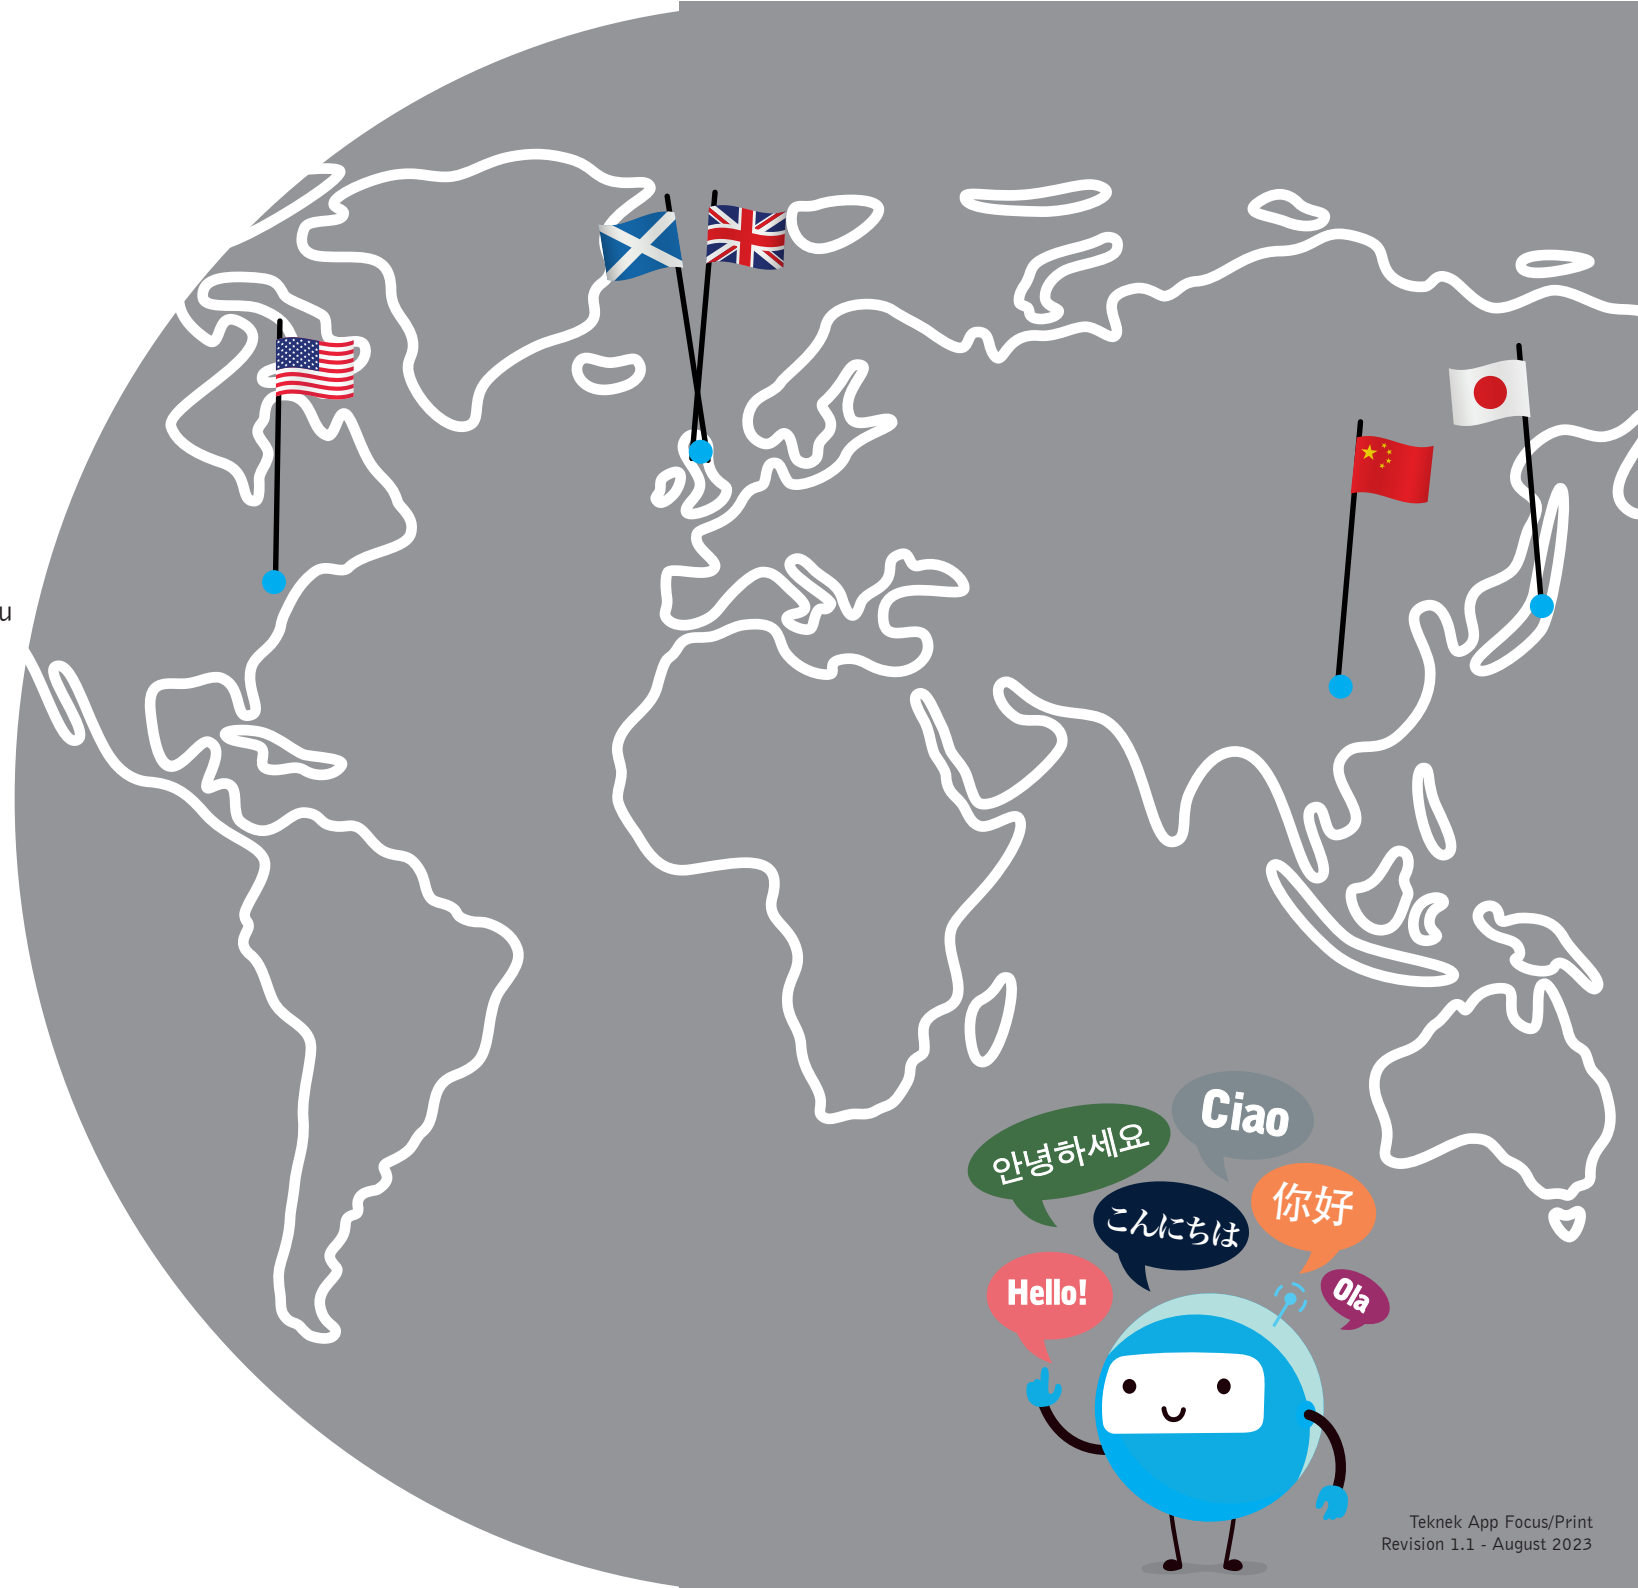 u
Ciao
안녕하세요
你好
こんにちは
Hello!
Ola
Teknek App Focus/Print
Revision 1.1 - August 2023